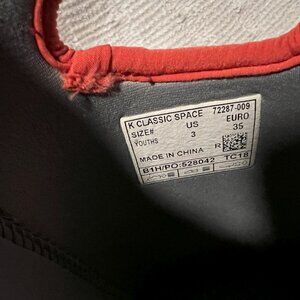 K CLASSIC SPACE 72287-009
SIZE# US EURO
YOUTHS 3 35
MADE IN CHINA R
B1H/PO:528042 TC18